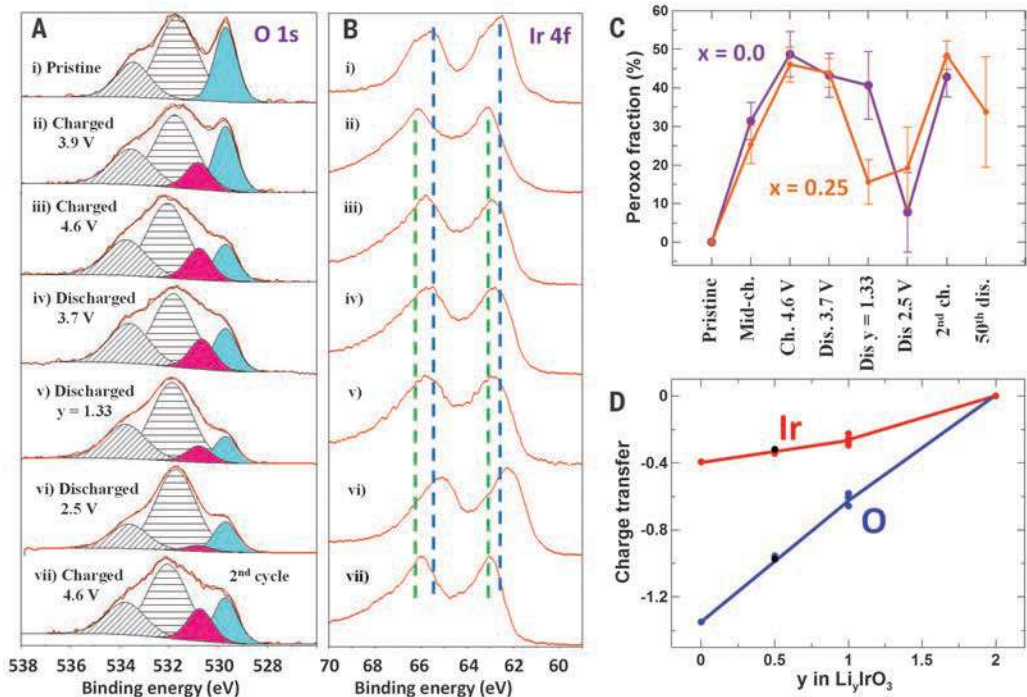 A
O 1s
i) Pristine
ii) Charged
3.9 V
iii) Charged
4.6 V
iv) Discharged
3.7 V
v) Discharged
y = 1.33
vi) Discharged
2.5 V
vii) Charged
4.6 V
2nd cycle
538 536 534 532 530 528
Binding energy (eV)
B
Ir 4f
i)
ii)
iii)
iv)
v)
vi)
vii)
70 68 66 64 62 60
Binding energy (eV)
C
Peroxo fraction (%)
60
50
40
30
20
10
0
x = 0.0
x = 0.25
Pristine
Mid-ch.
Ch. 4.6 V
Dis. 3.7 V
Dis y = 1.33
Dis 2.5 V
2nd ch.
50th dis.
D
Charge transfer
0
-0.4
-0.8
-1.2
Ir
O
0 0.5 1 1.5 2
y in LiyIrO3